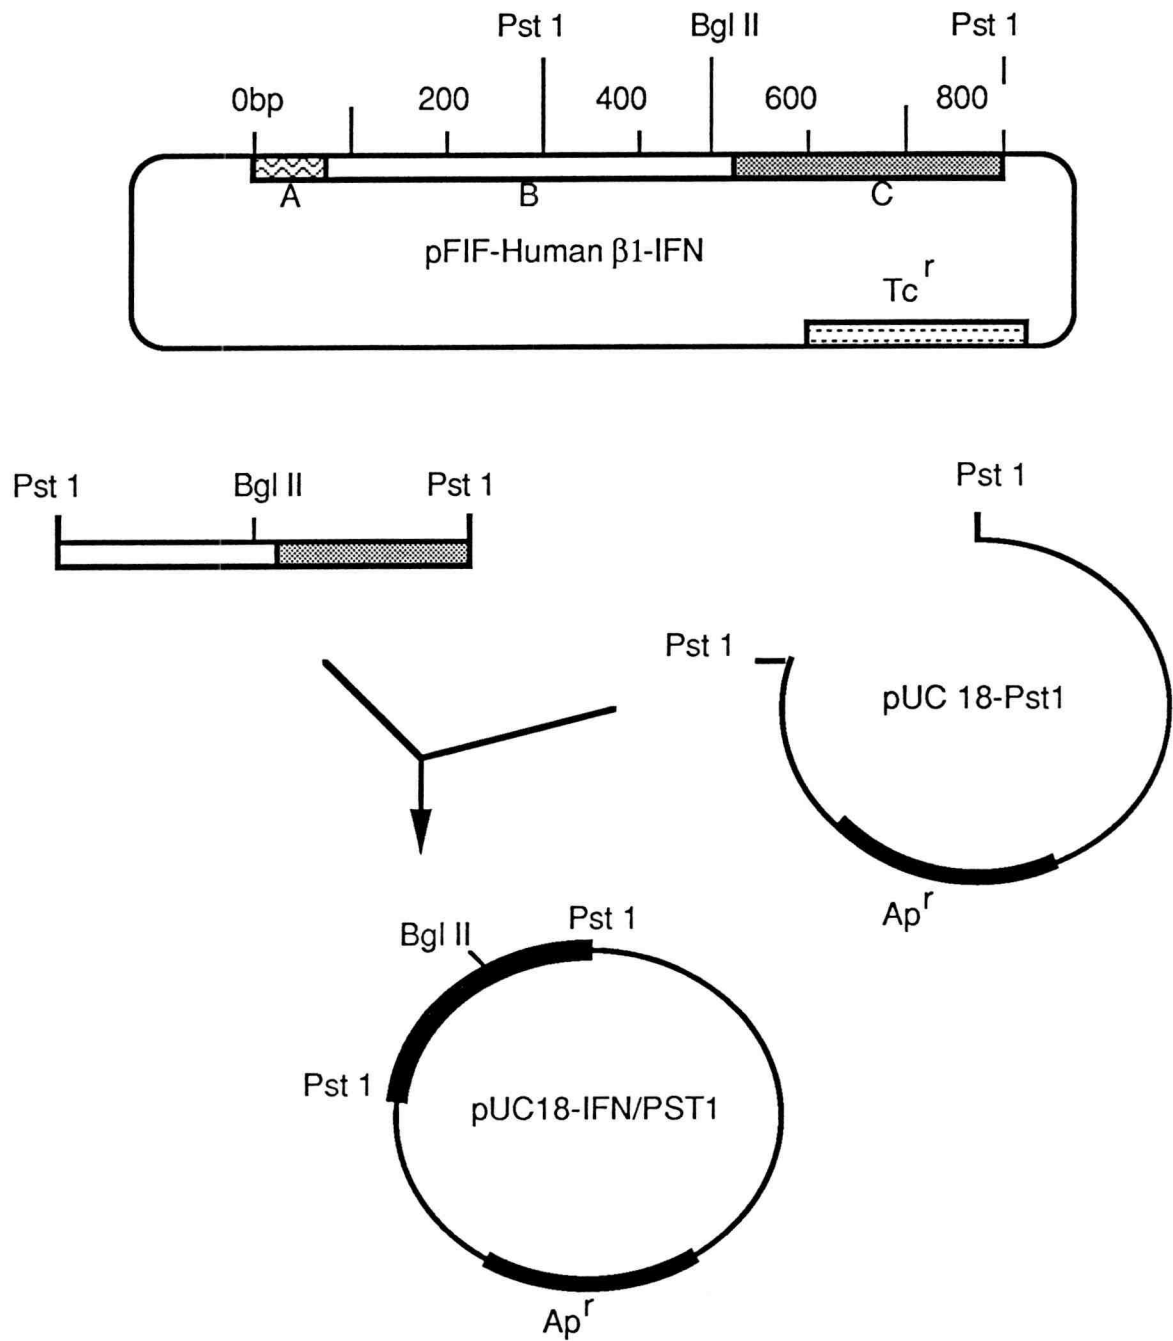 Pst 1 Bgl II Pst 1
0bp 200 400 600 800
A B C
pFIF-Human β1-IFN
Tc r
Pst 1 Bgl II Pst 1
Pst 1
Pst 1
pUC 18-Pst1
Ap r
Bgl II Pst 1
Pst 1
pUC18-IFN/PST1
Ap r